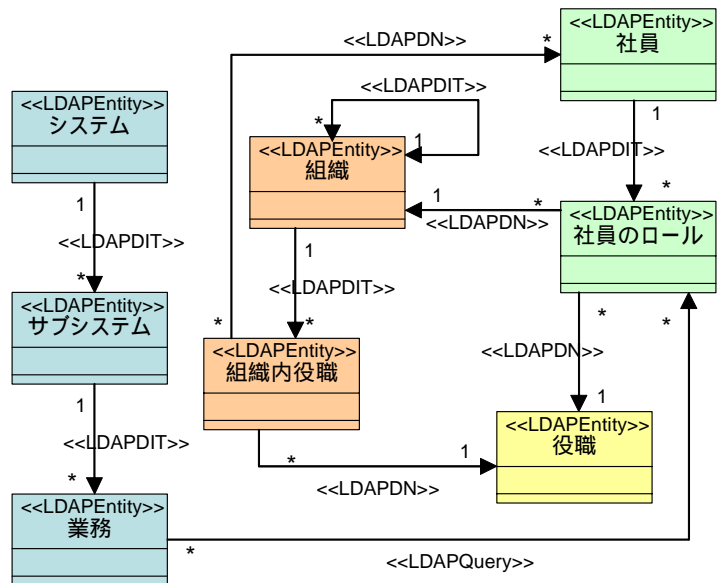 <<LDAPEntity>>
社員
<<LDAPDN>>
*
1
<<LDAPDIT>>
*
<<LDAPEntity>>
社員のロール
<<LDAPDIT>>
*
1
<<LDAPEntity>>
組織
1
*
<<LDAPDN>>
1
<<LDAPDIT>>
*
*
<<LDAPEntity>>
組織内役職
*
1
<<LDAPDN>>
*
<<LDAPDN>>
1
<<LDAPEntity>>
役職
<<LDAPEntity>>
システム
1
<<LDAPDIT>>
*
<<LDAPEntity>>
サブシステム
1
<<LDAPDIT>>
*
<<LDAPEntity>>
業務
*
<<LDAPQuery>>
*